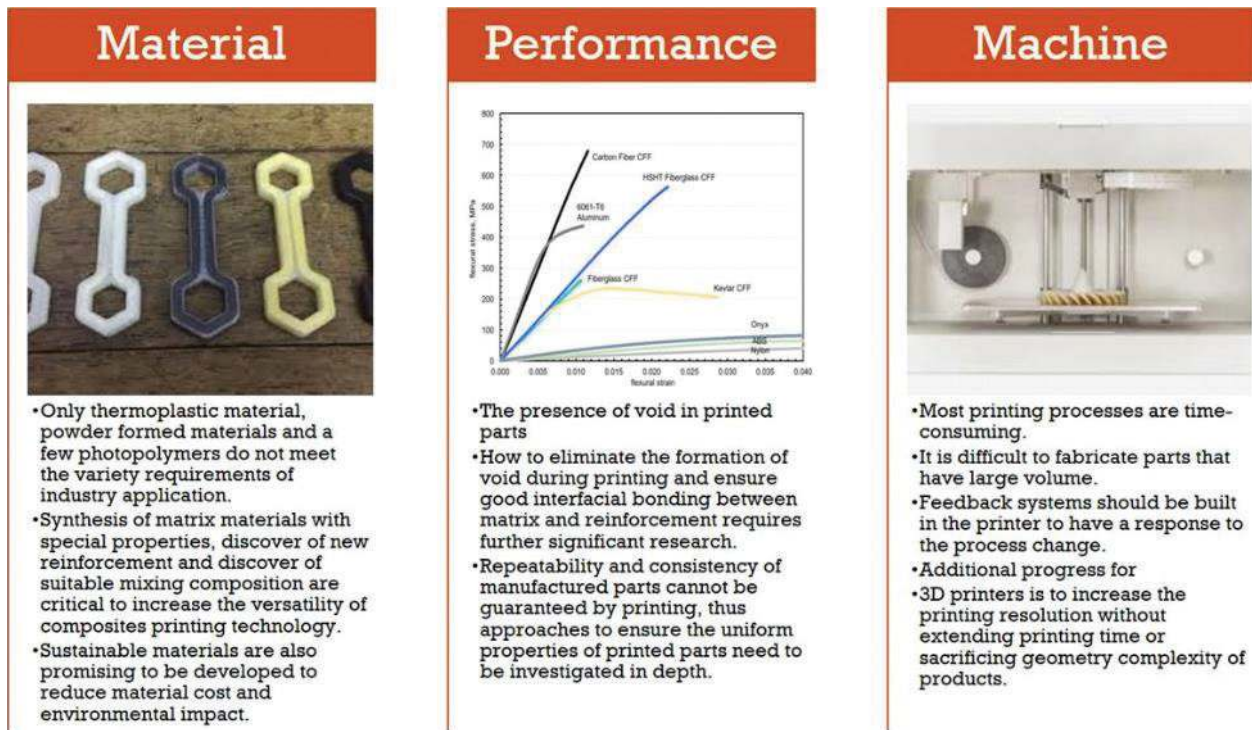 Material
•Only thermoplastic material,
powder formed materials and a
few photopolymers do not meet
the variety requirements of
industry application.
•Synthesis of matrix materials with
special properties, discover of new
reinforcement and discover of
suitable mixing composition are
critical to increase the versatility of
composites printing technology.
•Sustainable materials are also
promising to be developed to
reduce material cost and
environmental impact.
Performance
800
700
600
500
400
300
200
100
0
flexural stress, MPa
Carbon Fiber CFF
HSHT Fiberglass CFF
6061-T6
Aluminum
Fiberglass CFF
Kevlar CFF
Onyx
ABS
Nylon
0.000 0.005 0.010 0.015 0.020 0.025 0.030 0.035 0.040
flexural strain
•The presence of void in printed
parts
•How to eliminate the formation of
void during printing and ensure
good interfacial bonding between
matrix and reinforcement requires
further significant research.
•Repeatability and consistency of
manufactured parts cannot be
guaranteed by printing, thus
approaches to ensure the uniform
properties of printed parts need to
be investigated in depth.
Machine
•Most printing processes are time-
consuming.
•It is difficult to fabricate parts that
have large volume.
•Feedback systems should be built
in the printer to have a response to
the process change.
•Additional progress for
•3D printers is to increase the
printing resolution without
extending printing time or
sacrificing geometry complexity of
products.